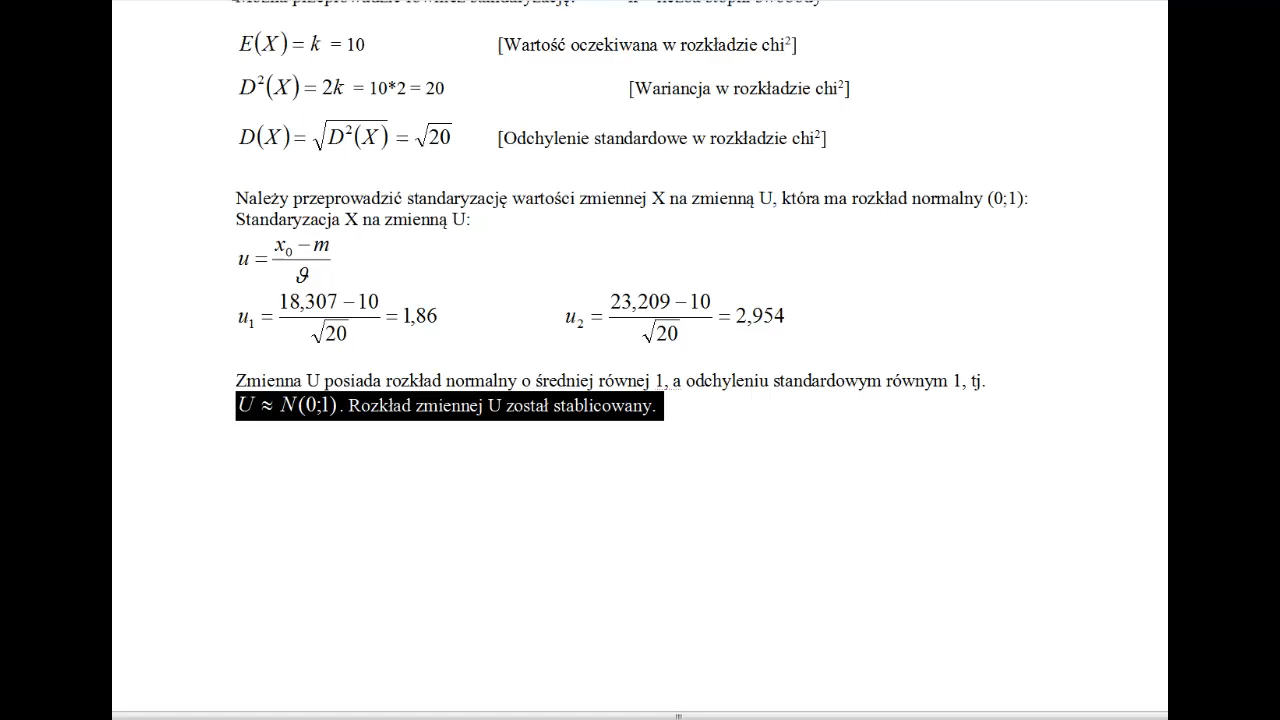 E(X) = k = 10 [Wartość oczekiwana w rozkładzie chi²]
D²(X) = 2k = 10*2 = 20 [Wariancja w rozkładzie chi²]
D(X) = √D²(X) = √20 [Odchylenie standardowe w rozkładzie chi²]
Należy przeprowadzić standaryzację wartości zmiennej X na zmienną U, która ma rozkład normalny (0;1):
Standaryzacja X na zmienną U:
u = (x₀ − m) / ϑ
u₁ = (18,307 − 10) / √20 = 1,86 u₂ = (23,209 − 10) / √20 = 2,954
Zmienna U posiada rozkład normalny o średniej równej 1, a odchyleniu standardowym równym 1, tj.
U ≈ N(0;1). Rozkład zmiennej U został stablicowany.